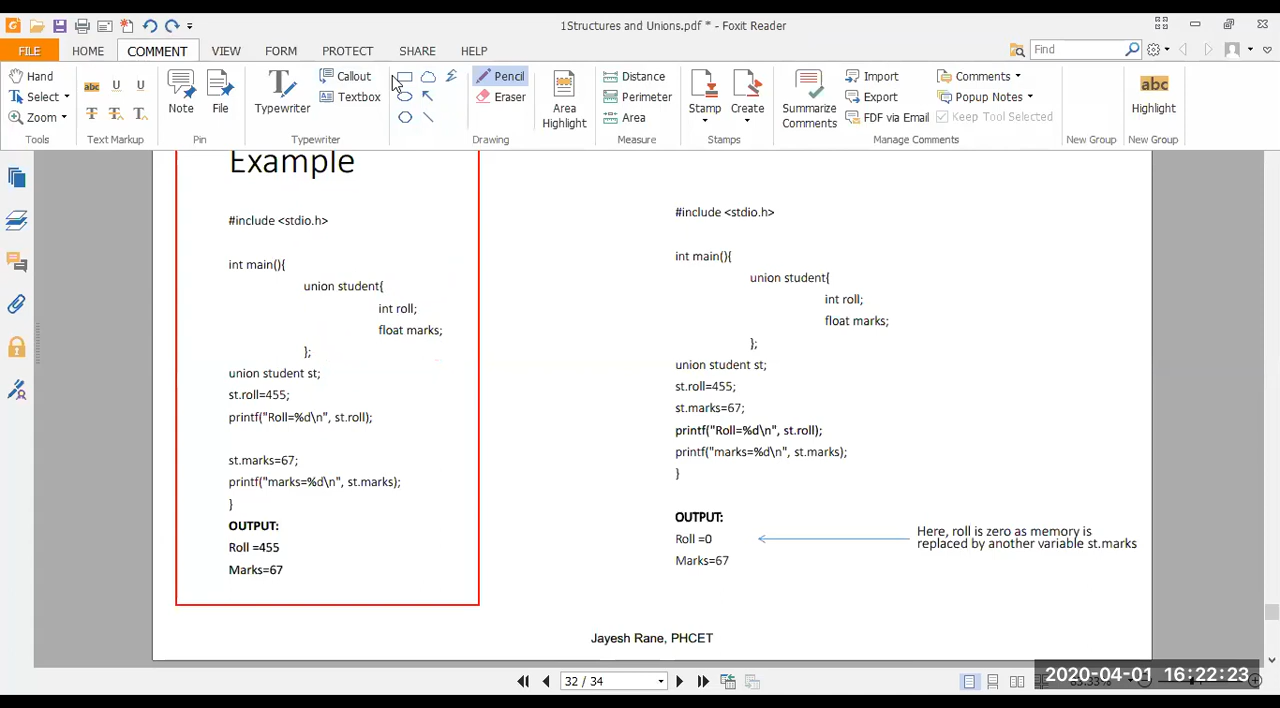 1Structures and Unions.pdf * - Foxit Reader
FILE HOME COMMENT VIEW FORM PROTECT SHARE HELP
Find
Hand
Select
Zoom
Tools
abc U U
T T T
Text Markup
Note
File
Pin
Typewriter
Callout
Textbox
Typewriter
Pencil
Eraser
Drawing
Area
Highlight
Distance
Perimeter
Area
Measure
Stamp
Create
Stamps
Summarize
Comments
Import
Export
FDF via Email
Comments
Popup Notes
Keep Tool Selected
Manage Comments
New Group
abc
Highlight
New Group
Example
#include <stdio.h>
int main(){
union student{
int roll;
float marks;
};
union student st;
st.roll=455;
printf("Roll=%d\n", st.roll);
st.marks=67;
printf("marks=%d\n", st.marks);
}
OUTPUT:
Roll =455
Marks=67
#include <stdio.h>
int main(){
union student{
int roll;
float marks;
};
union student st;
st.roll=455;
st.marks=67;
printf("Roll=%d\n", st.roll);
printf("marks=%d\n", st.marks);
}
OUTPUT:
Roll =0
Marks=67
Here, roll is zero as memory is
replaced by another variable st.marks
Jayesh Rane, PHCET
32 / 34
2020-04-01 16:22:23